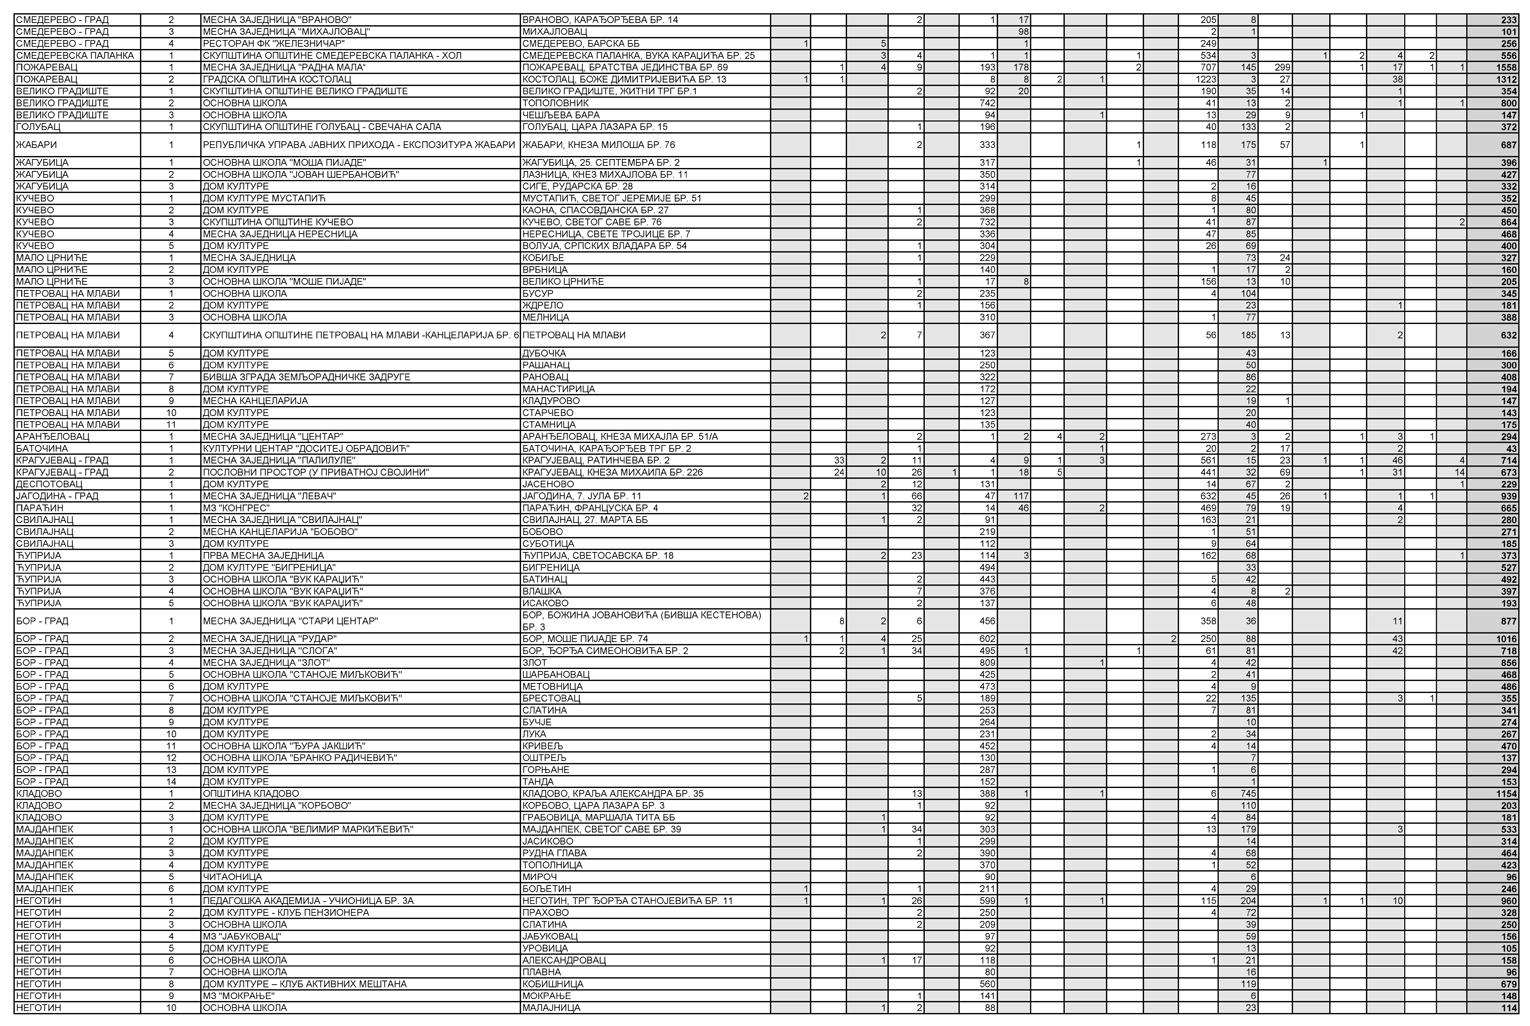 СМЕДЕРЕВО - ГРАД 2 МЕСНА ЗАЈЕДНИЦА "ВРАНОВО" ВРАНОВО, КАРАЂОРЂЕВА БР. 14 2 1 17 205 8 233
СМЕДЕРЕВО - ГРАД 3 МЕСНА ЗАЈЕДНИЦА "МИХАЈЛОВАЦ" МИХАЈЛОВАЦ 98 2 1 101
СМЕДЕРЕВО - ГРАД 4 РЕСТОРАН ФК "ЖЕЛЕЗНИЧАР" СМЕДЕРЕВО, БАРСКА ББ 1 5 1 249 256
СМЕДЕРЕВСКА ПАЛАНКА 1 СКУПШТИНА ОПШТИНЕ СМЕДЕРЕВСКА ПАЛАНКА - ХОЛ СМЕДЕРЕВСКА ПАЛАНКА, ВУКА КАРАЏИЋА БР. 25 3 4 1 1 1 534 3 1 2 4 2 556
ПОЖАРЕВАЦ 1 МЕСНА ЗАЈЕДНИЦА "РАДНА МАЛА" ПОЖАРЕВАЦ, БРАТСТВА ЈЕДИНСТВА БР. 69 1 4 9 193 178 2 707 145 299 1 17 1 1 1558
ПОЖАРЕВАЦ 2 ГРАДСКА ОПШТИНА КОСТОЛАЦ КОСТОЛАЦ, БОЖЕ ДИМИТРИЈЕВИЋА БР. 13 1 1 8 8 2 1 1223 3 27 38 1312
ВЕЛИКО ГРАДИШТЕ 1 СКУПШТИНА ОПШТИНЕ ВЕЛИКО ГРАДИШТЕ ВЕЛИКО ГРАДИШТЕ, ЖИТНИ ТРГ БР.1 2 92 20 190 35 14 1 354
ВЕЛИКО ГРАДИШТЕ 2 ОСНОВНА ШКОЛА ТОПОЛОВНИК 742 41 13 2 1 1 800
ВЕЛИКО ГРАДИШТЕ 3 ОСНОВНА ШКОЛА ЧЕШЉЕВА БАРА 94 1 13 29 9 1 147
ГОЛУБАЦ 1 СКУПШТИНА ОПШТИНЕ ГОЛУБАЦ - СВЕЧАНА САЛА ГОЛУБАЦ, ЦАРА ЛАЗАРА БР. 15 1 196 40 133 2 372
ЖАБАРИ 1 РЕПУБЛИЧКА УПРАВА ЈАВНИХ ПРИХОДА - ЕКСПОЗИТУРА ЖАБАРИ ЖАБАРИ, КНЕЗА МИЛОША БР. 76 2 333 1 118 175 57 1 687
ЖАГУБИЦА 1 ОСНОВНА ШКОЛА "МОША ПИЈАДЕ" ЖАГУБИЦА, 25. СЕПТЕМБРА БР. 2 317 1 46 31 1 396
ЖАГУБИЦА 2 ОСНОВНА ШКОЛА "ЈОВАН ШЕРБАНОВИЋ" ЛАЗНИЦА, КНЕЗ МИХАЈЛОВА БР. 11 350 77 427
ЖАГУБИЦА 3 ДОМ КУЛТУРЕ СИГЕ, РУДАРСКА БР. 28 314 2 16 332
КУЧЕВО 1 ДОМ КУЛТУРЕ МУСТАПИЋ МУСТАПИЋ, СВЕТОГ ЈЕРЕМИЈЕ БР. 51 299 8 45 352
КУЧЕВО 2 ДОМ КУЛТУРЕ КАОНА, СПАСОВДАНСКА БР. 27 1 368 1 80 450
КУЧЕВО 3 СКУПШТИНА ОПШТИНЕ КУЧЕВО КУЧЕВО, СВЕТОГ САВЕ БР. 76 2 732 41 87 2 864
КУЧЕВО 4 МЕСНА ЗАЈЕДНИЦА НЕРЕСНИЦА НЕРЕСНИЦА, СВЕТЕ ТРОЈИЦЕ БР. 7 336 47 85 468
КУЧЕВО 5 ДОМ КУЛТУРЕ ВОЛУЈА, СРПСКИХ ВЛАДАРА БР. 54 1 304 26 69 400
МАЛО ЦРНИЋЕ 1 МЕСНА ЗАЈЕДНИЦА КОБИЉЕ 1 229 73 24 327
МАЛО ЦРНИЋЕ 2 ДОМ КУЛТУРЕ ВРБНИЦА 140 1 17 2 160
МАЛО ЦРНИЋЕ 3 ОСНОВНА ШКОЛА "МОШЕ ПИЈАДЕ" ВЕЛИКО ЦРНИЋЕ 1 17 8 156 13 10 205
ПЕТРОВАЦ НА МЛАВИ 1 ОСНОВНА ШКОЛА БУСУР 2 235 4 104 345
ПЕТРОВАЦ НА МЛАВИ 2 ДОМ КУЛТУРЕ ЖДРЕЛО 1 156 23 1 181
ПЕТРОВАЦ НА МЛАВИ 3 ОСНОВНА ШКОЛА МЕЛНИЦА 310 1 77 388
ПЕТРОВАЦ НА МЛАВИ 4 СКУПШТИНА ОПШТИНЕ ПЕТРОВАЦ НА МЛАВИ -КАНЦЕЛАРИЈА БР. 6 ПЕТРОВАЦ НА МЛАВИ 2 7 367 56 185 13 2 632
ПЕТРОВАЦ НА МЛАВИ 5 ДОМ КУЛТУРЕ ДУБОЧКА 123 43 166
ПЕТРОВАЦ НА МЛАВИ 6 ДОМ КУЛТУРЕ РАШАНАЦ 250 50 300
ПЕТРОВАЦ НА МЛАВИ 7 БИВША ЗГРАДА ЗЕМЉОРАДНИЧКЕ ЗАДРУГЕ РАНОВАЦ 322 86 408
ПЕТРОВАЦ НА МЛАВИ 8 ДОМ КУЛТУРЕ МАНАСТИРИЦА 172 22 194
ПЕТРОВАЦ НА МЛАВИ 9 МЕСНА КАНЦЕЛАРИЈА КЛАДУРОВО 127 19 1 147
ПЕТРОВАЦ НА МЛАВИ 10 ДОМ КУЛТУРЕ СТАРЧЕВО 123 20 143
ПЕТРОВАЦ НА МЛАВИ 11 ДОМ КУЛТУРЕ СТАМНИЦА 135 40 175
АРАНЂЕЛОВАЦ 1 МЕСНА ЗАЈЕДНИЦА "ЦЕНТАР" АРАНЂЕЛОВАЦ, КНЕЗА МИХАЈЛА БР. 51/А 2 1 2 4 2 273 3 2 1 3 1 294
БАТОЧИНА 1 КУЛТУРНИ ЦЕНТАР "ДОСИТЕЈ ОБРАДОВИЋ" БАТОЧИНА, КАРАЂОРЂЕВ ТРГ БР. 2 1 1 20 2 17 2 43
КРАГУЈЕВАЦ - ГРАД 1 МЕСНА ЗАЈЕДНИЦА "ПАЛИЛУЛЕ" КРАГУЈЕВАЦ, РАТИНЧЕВА БР. 2 33 2 11 4 9 1 3 561 15 23 1 1 46 4 714
КРАГУЈЕВАЦ - ГРАД 2 ПОСЛОВНИ ПРОСТОР (У ПРИВАТНОЈ СВОЈИНИ) КРАГУЈЕВАЦ, КНЕЗА МИХАИЛА БР. 226 24 10 26 1 1 18 5 441 32 69 1 31 14 673
ДЕСПОТОВАЦ 1 ДОМ КУЛТУРЕ ЈАСЕНОВО 2 12 131 14 67 2 1 229
ЈАГОДИНА - ГРАД 1 МЕСНА ЗАЈЕДНИЦА "ЛЕВАЧ" ЈАГОДИНА, 7. ЈУЛА БР. 11 2 1 66 47 117 632 45 26 1 1 1 939
ПАРАЋИН 1 МЗ "КОНГРЕС" ПАРАЋИН, ФРАНЦУСКА БР. 4 32 14 46 2 469 79 19 4 665
СВИЛАЈНАЦ 1 МЕСНА ЗАЈЕДНИЦА "СВИЛАЈНАЦ" СВИЛАЈНАЦ, 27. МАРТА ББ 1 2 91 163 21 2 280
СВИЛАЈНАЦ 2 МЕСНА КАНЦЕЛАРИЈА "БОБОВО" БОБОВО 219 1 51 271
СВИЛАЈНАЦ 3 ДОМ КУЛТУРЕ СУБОТИЦА 112 9 64 185
ЋУПРИЈА 1 ПРВА МЕСНА ЗАЈЕДНИЦА ЋУПРИЈА, СВЕТОСАВСКА БР. 18 2 23 114 3 162 68 1 373
ЋУПРИЈА 2 ДОМ КУЛТУРЕ "БИГРЕНИЦА" БИГРЕНИЦА 494 33 527
ЋУПРИЈА 3 ОСНОВНА ШКОЛА "ВУК КАРАЏИЋ" БАТИНАЦ 2 443 5 42 492
ЋУПРИЈА 4 ОСНОВНА ШКОЛА "ВУК КАРАЏИЋ" ВЛАШКА 7 376 4 8 2 397
ЋУПРИЈА 5 ОСНОВНА ШКОЛА "ВУК КАРАЏИЋ" ИСАКОВО 2 137 6 48 193
БОР - ГРАД 1 МЕСНА ЗАЈЕДНИЦА "СТАРИ ЦЕНТАР" БОР, БОЖИНА ЈОВАНОВИЋА (БИВША КЕСТЕНОВА)
БР. 3 8 2 6 456 358 36 11 877
БОР - ГРАД 2 МЕСНА ЗАЈЕДНИЦА "РУДАР" БОР, МОШЕ ПИЈАДЕ БР. 74 1 1 4 25 602 2 250 88 43 1016
БОР - ГРАД 3 МЕСНА ЗАЈЕДНИЦА "СЛОГА" БОР, ЂОРЂА СИМЕОНОВИЋА БР. 2 2 1 34 495 1 1 61 81 42 718
БОР - ГРАД 4 МЕСНА ЗАЈЕДНИЦА "ЗЛОТ" ЗЛОТ 809 1 4 42 856
БОР - ГРАД 5 ОСНОВНА ШКОЛА "СТАНОЈЕ МИЉКОВИЋ" ШАРБАНОВАЦ 425 2 41 468
БОР - ГРАД 6 ДОМ КУЛТУРЕ МЕТОВНИЦА 473 4 9 486
БОР - ГРАД 7 ОСНОВНА ШКОЛА "СТАНОЈЕ МИЉКОВИЋ" БРЕСТОВАЦ 5 189 22 135 3 1 355
БОР - ГРАД 8 ДОМ КУЛТУРЕ СЛАТИНА 253 7 81 341
БОР - ГРАД 9 ДОМ КУЛТУРЕ БУЧЈЕ 264 10 274
БОР - ГРАД 10 ДОМ КУЛТУРЕ ЛУКА 231 2 34 267
БОР - ГРАД 11 ОСНОВНА ШКОЛА "ЂУРА ЈАКШИЋ" КРИВЕЉ 452 4 14 470
БОР - ГРАД 12 ОСНОВНА ШКОЛА "БРАНКО РАДИЧЕВИЋ" ОШТРЕЉ 130 7 137
БОР - ГРАД 13 ДОМ КУЛТУРЕ ГОРЊАНЕ 287 1 6 294
БОР - ГРАД 14 ДОМ КУЛТУРЕ ТАНДА 152 1 153
КЛАДОВО 1 ОПШТИНА КЛАДОВО КЛАДОВО, КРАЉА АЛЕКСАНДРА БР. 35 13 388 1 1 6 745 1154
КЛАДОВО 2 МЕСНА ЗАЈЕДНИЦА "КОРБОВО" КОРБОВО, ЦАРА ЛАЗАРА БР. 3 1 92 110 203
КЛАДОВО 3 ДОМ КУЛТУРЕ ГРАБОВИЦА, МАРШАЛА ТИТА ББ 1 92 4 84 181
МАЈДАНПЕК 1 ОСНОВНА ШКОЛА "ВЕЛИМИР МАРКИЋЕВИЋ" МАЈДАНПЕК, СВЕТОГ САВЕ БР. 39 1 34 303 13 179 3 533
МАЈДАНПЕК 2 ДОМ КУЛТУРЕ ЈАСИКОВО 1 299 14 314
МАЈДАНПЕК 3 ДОМ КУЛТУРЕ РУДНА ГЛАВА 2 390 4 68 464
МАЈДАНПЕК 4 ДОМ КУЛТУРЕ ТОПОЛНИЦА 370 1 52 423
МАЈДАНПЕК 5 ЧИТАОНИЦА МИРОЧ 90 6 96
МАЈДАНПЕК 6 ДОМ КУЛТУРЕ БОЉЕТИН 1 1 211 4 29 246
НЕГОТИН 1 ПЕДАГОШКА АКАДЕМИЈА - УЧИОНИЦА БР. 3А НЕГОТИН, ТРГ ЂОРЂА СТАНОЈЕВИЋА БР. 11 1 1 26 599 1 1 115 204 1 1 10 960
НЕГОТИН 2 ДОМ КУЛТУРЕ - КЛУБ ПЕНЗИОНЕРА ПРАХОВО 2 250 4 72 328
НЕГОТИН 3 ОСНОВНА ШКОЛА СЛАТИНА 2 209 39 250
НЕГОТИН 4 МЗ "ЈАБУКОВАЦ" ЈАБУКОВАЦ 97 59 156
НЕГОТИН 5 ДОМ КУЛТУРЕ УРОВИЦА 92 13 105
НЕГОТИН 6 ОСНОВНА ШКОЛА АЛЕКСАНДРОВАЦ 1 17 118 1 21 158
НЕГОТИН 7 ОСНОВНА ШКОЛА ПЛАВНА 80 16 96
НЕГОТИН 8 ДОМ КУЛТУРЕ – КЛУБ АКТИВНИХ МЕШТАНА КОБИШНИЦА 560 119 679
НЕГОТИН 9 МЗ "МОКРАЊЕ" МОКРАЊЕ 1 141 6 148
НЕГОТИН 10 ОСНОВНА ШКОЛА МАЛАЈНИЦА 1 2 88 23 114